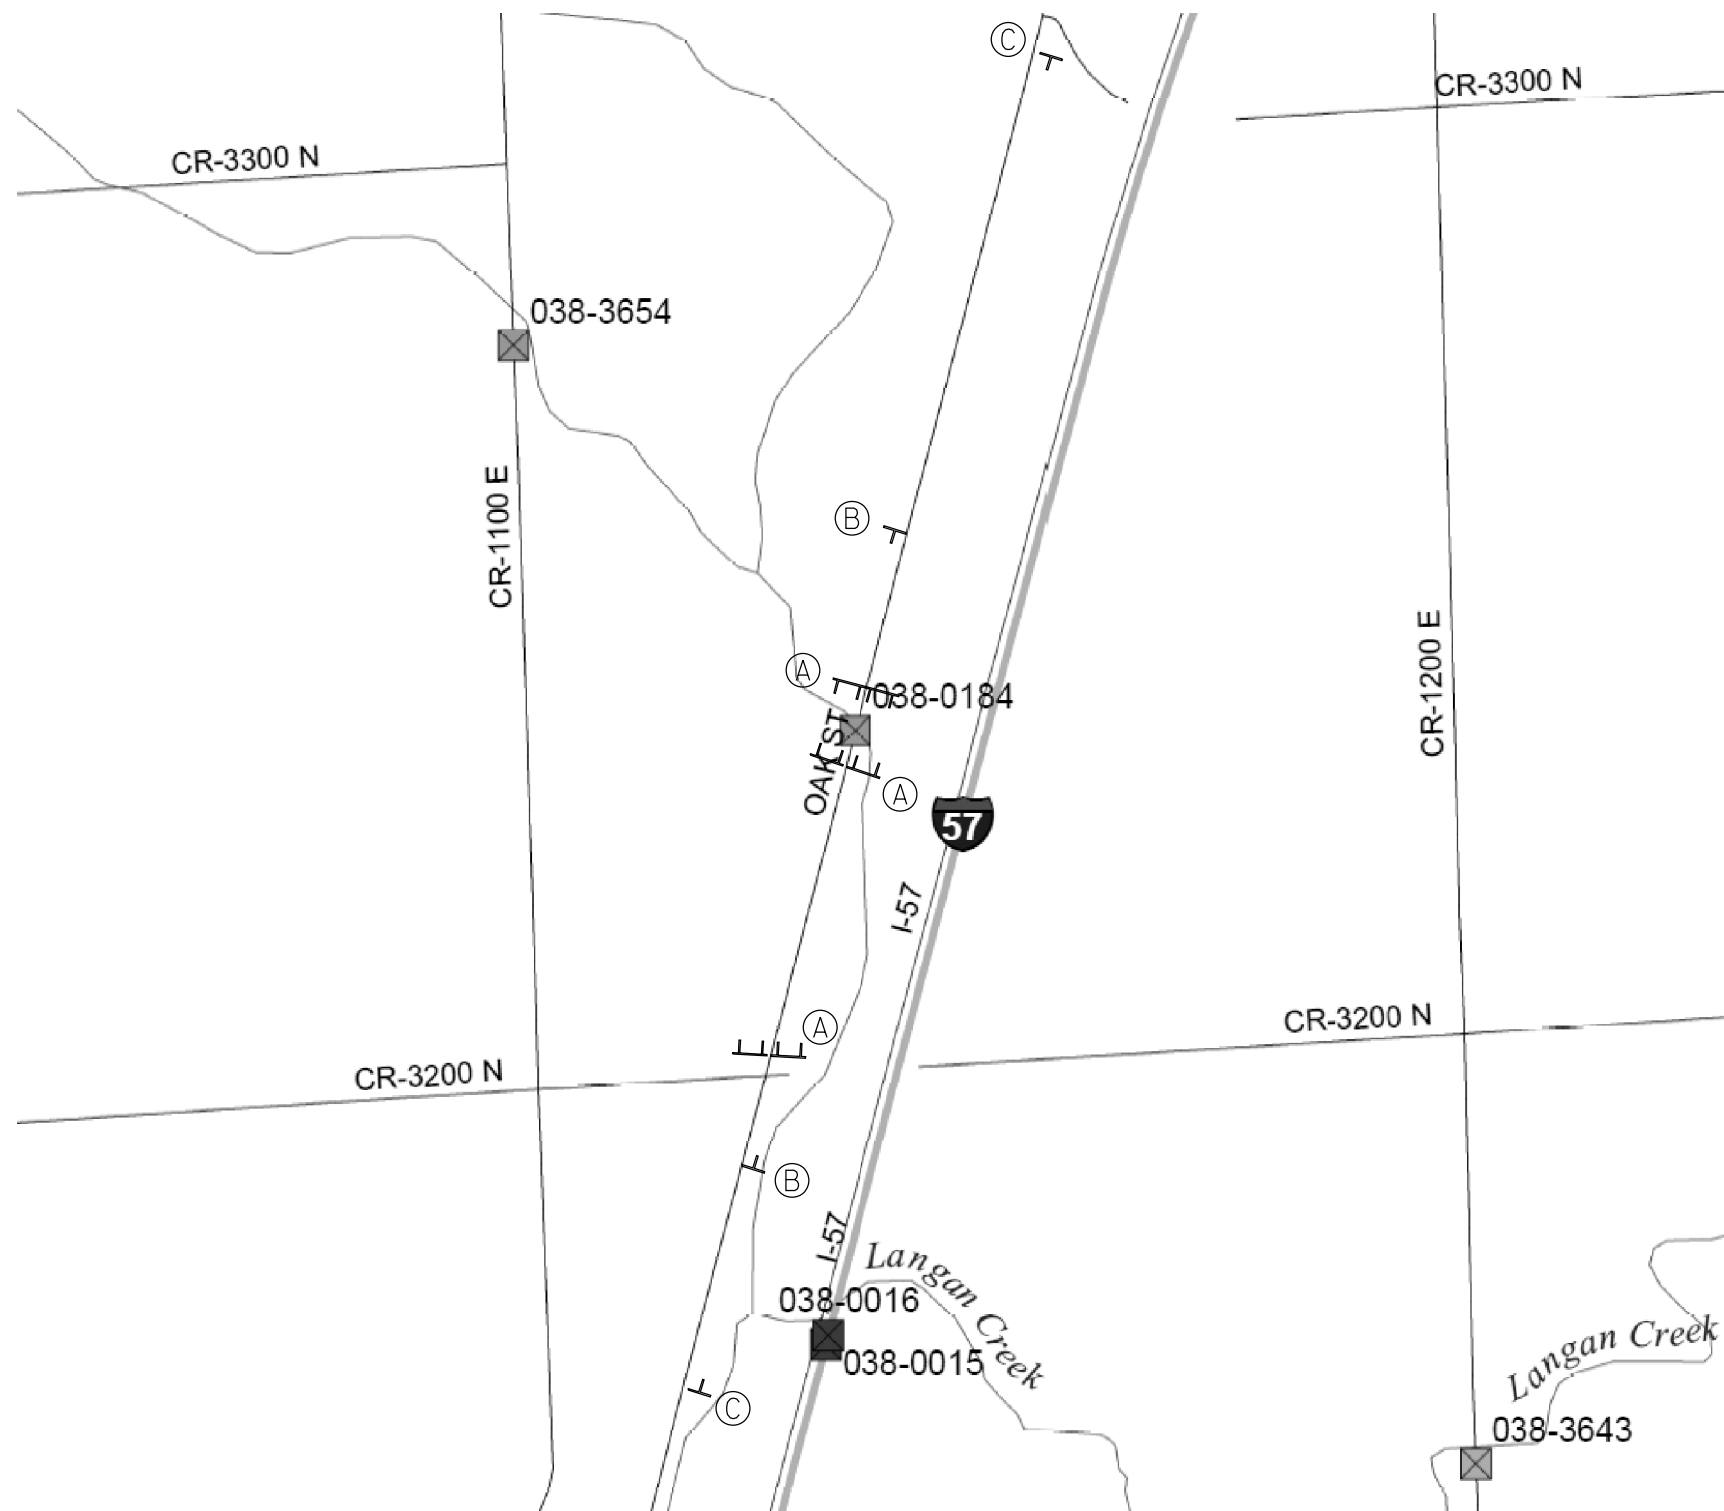 C
CR-3300 N
CR-3300 N
038-3654
CR-1100 E
B
CR-1200 E
A
038-0184
OAK ST
A
57
I-57
A
CR-3200 N
CR-3200 N
B
I-57
Langan Creek
038-0016
038-0015
Langan Creek
C
038-3643